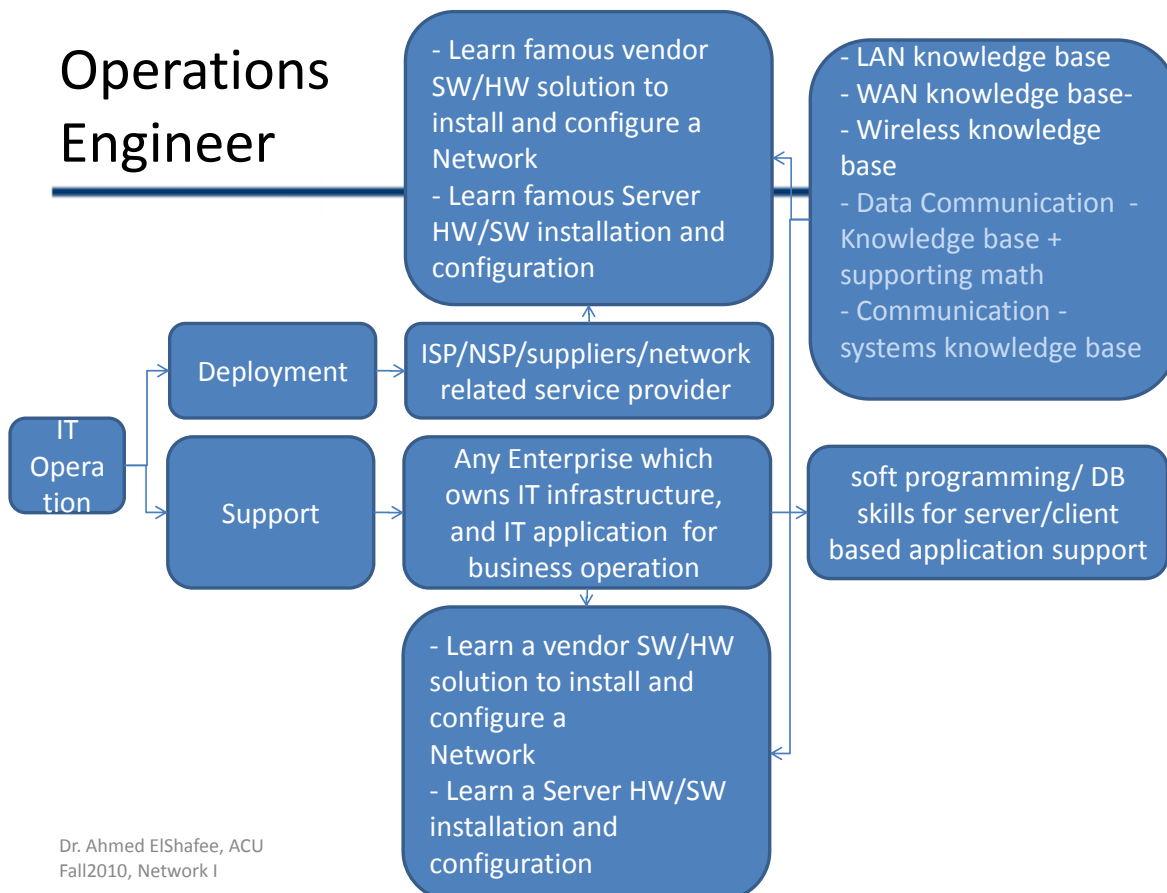 Operations
Engineer
- Learn famous vendor
SW/HW solution to
install and configure a
Network
- Learn famous Server
HW/SW installation and
configuration
- LAN knowledge base
- WAN knowledge base-
- Wireless knowledge
base
- Data Communication -
Knowledge base +
supporting math
- Communication -
systems knowledge base
Deployment
ISP/NSP/suppliers/network
related service provider
IT
Opera
tion
Support
Any Enterprise which
owns IT infrastructure,
and IT application for
business operation
soft programming/ DB
skills for server/client
based application support
- Learn a vendor SW/HW
solution to install and
configure a
Network
- Learn a Server HW/SW
installation and
configuration
Dr. Ahmed ElShafee, ACU
Fall2010, Network I